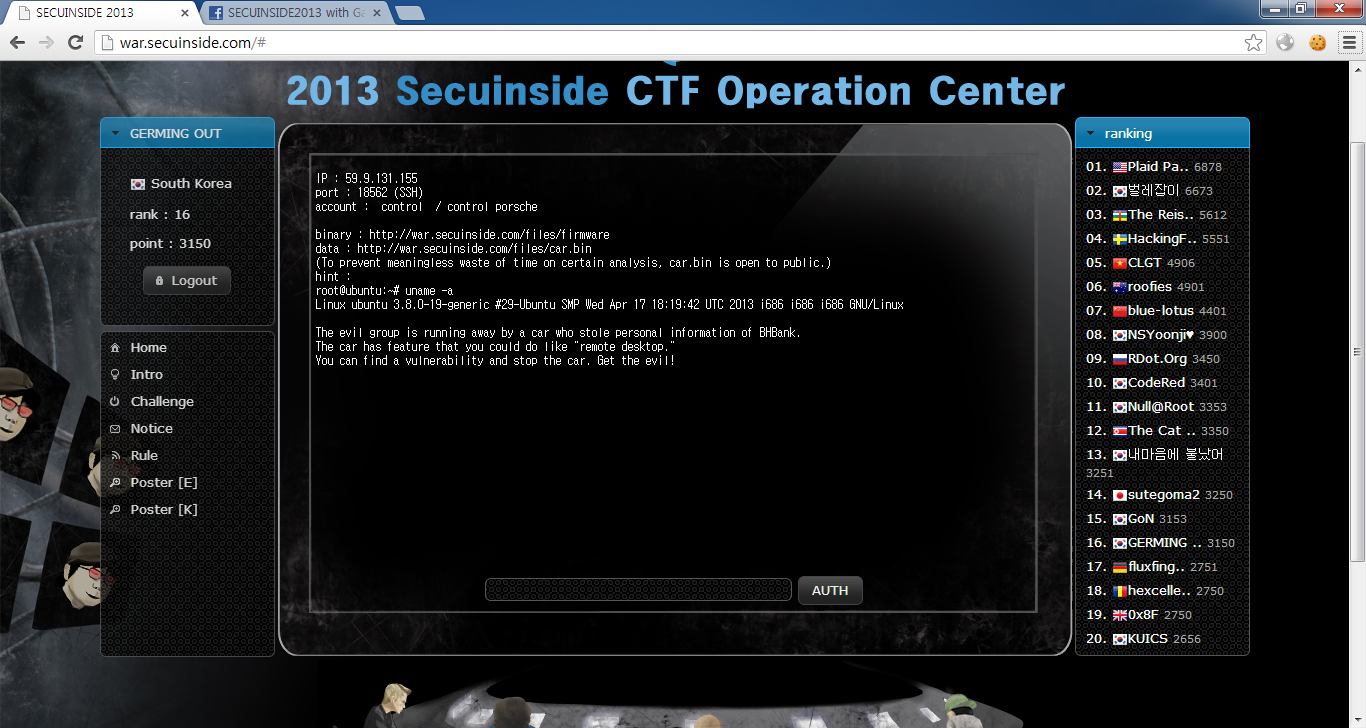 SECUINSIDE 2013
SECUINSIDE2013 with Ga
war.secuinside.com/#
2013 Secuinside CTF Operation Center
GERMING OUT
South Korea
rank : 16
point : 3150
Logout
Home
Intro
Challenge
Notice
Rule
Poster [E]
Poster [K]
IP : 59.9.131.155
port : 18562 (SSH)
account :  control  / control porsche
binary : http://war.secuinside.com/files/firmware
data : http://war.secuinside.com/files/car.bin
(To prevent meaningless waste of time on certain analysis, car.bin is open to public.)
hint :
root@ubuntu:~# uname -a
Linux ubuntu 3.8.0-19-generic #29-Ubuntu SMP Wed Apr 17 18:19:42 UTC 2013 i686 i686 i686 GNU/Linux
The evil group is running away by a car who stole personal information of BHBank.
The car has feature that you could do like "remote desktop."
You can find a vulnerability and stop the car. Get the evil!
AUTH
ranking
01. Plaid Pa.. 6878
02. 벌레잡이 6673
03. The Reis.. 5612
04. HackingF.. 5551
05. CLGT 4906
06. roofies 4901
07. blue-lotus 4401
08. NSYoonji♥ 3900
09. RDot.Org 3450
10. CodeRed 3401
11. Null@Root 3353
12. The Cat .. 3350
13. 내마음에 불났어
3251
14. sutegoma2 3250
15. GoN 3153
16. GERMING .. 3150
17. fluxfing.. 2751
18. hexcelle.. 2750
19. 0x8F 2750
20. KUICS 2656